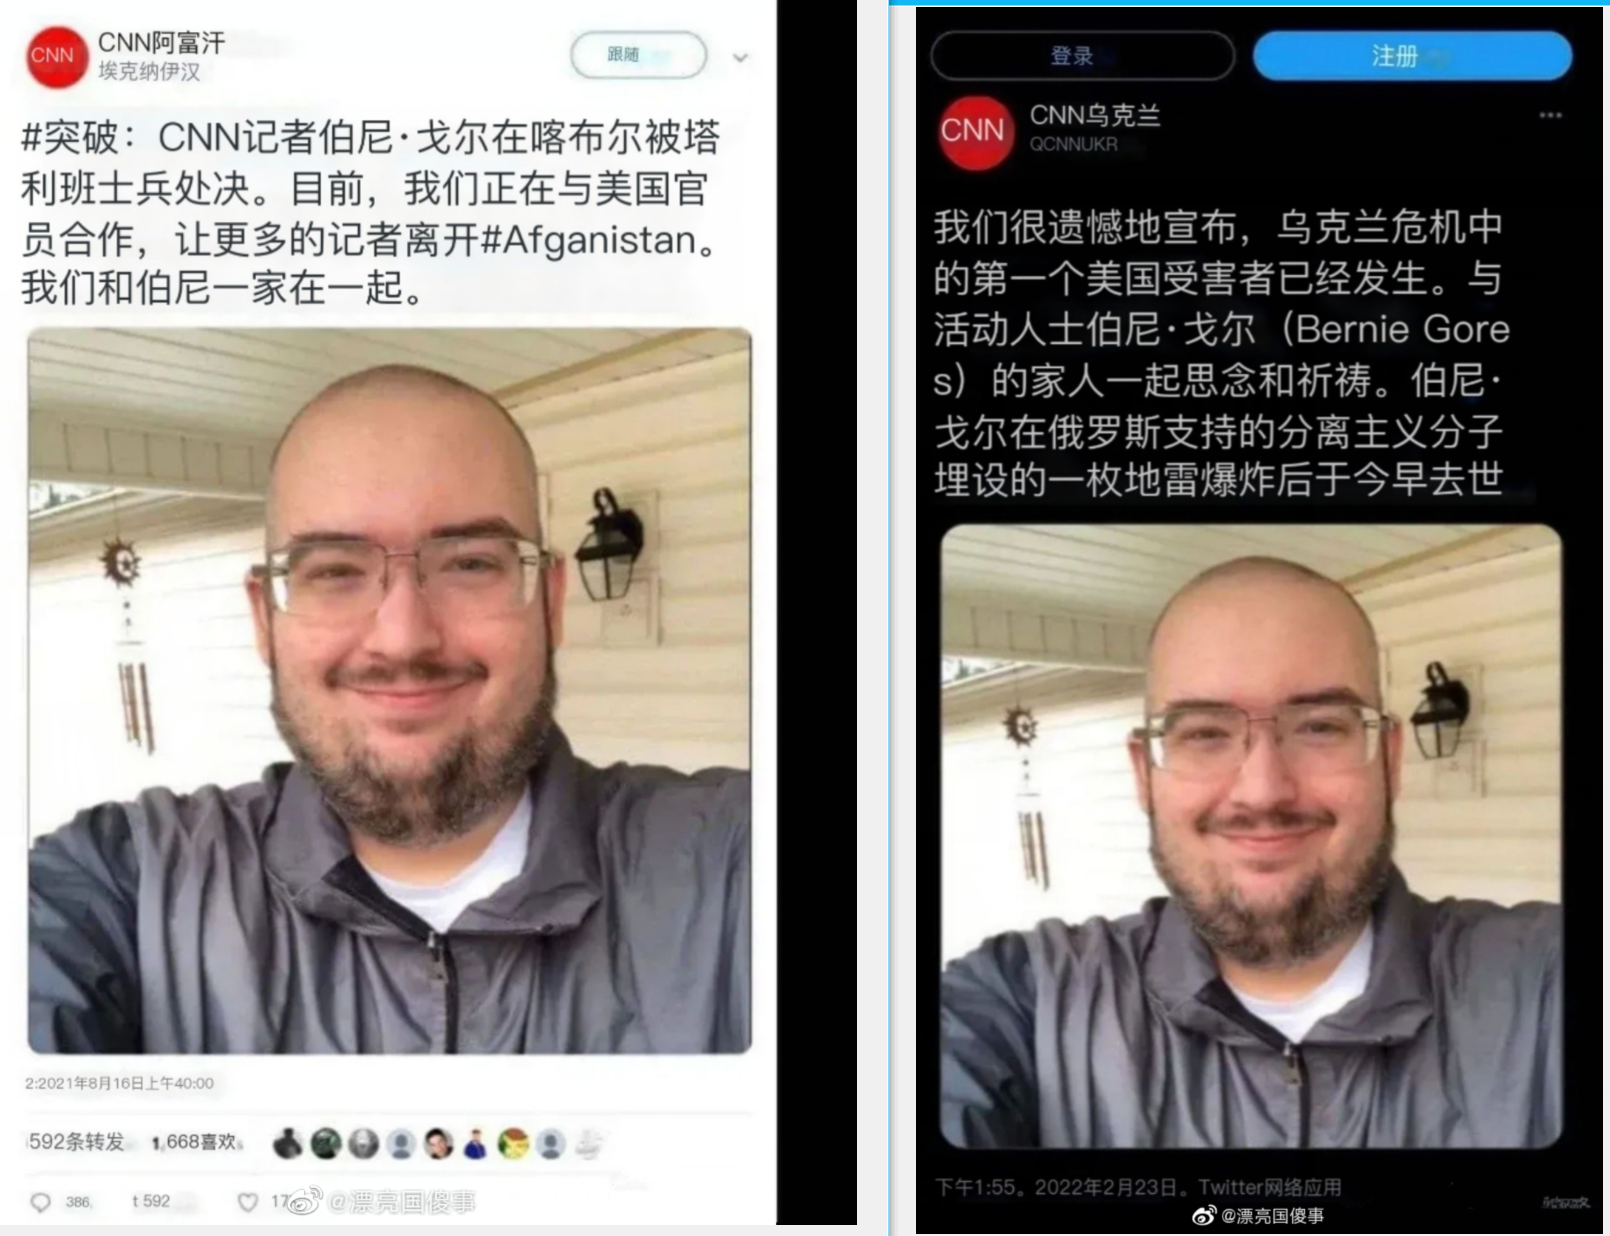 CNN
CNN阿富汗
埃克纳伊汉
跟随
#突破：CNN记者伯尼·戈尔在喀布尔被塔
利班士兵处决。目前，我们正在与美国官
员合作，让更多的记者离开#Afganistan。
我们和伯尼一家在一起。
2:2021年8月16日上午40:00
592条转发 1,668喜欢
386
t 592
17
@漂亮国傻事
登录
注册
CNN
CNN乌克兰
QCNNUKR
我们很遗憾地宣布，乌克兰危机中
的第一个美国受害者已经发生。与
活动人士伯尼·戈尔（Bernie Gore
s）的家人一起思念和祈祷。伯尼·
戈尔在俄罗斯支持的分离主义分子
埋设的一枚地雷爆炸后于今早去世
下午1:55。2022年2月23日。Twitter网络应用
@漂亮国傻事